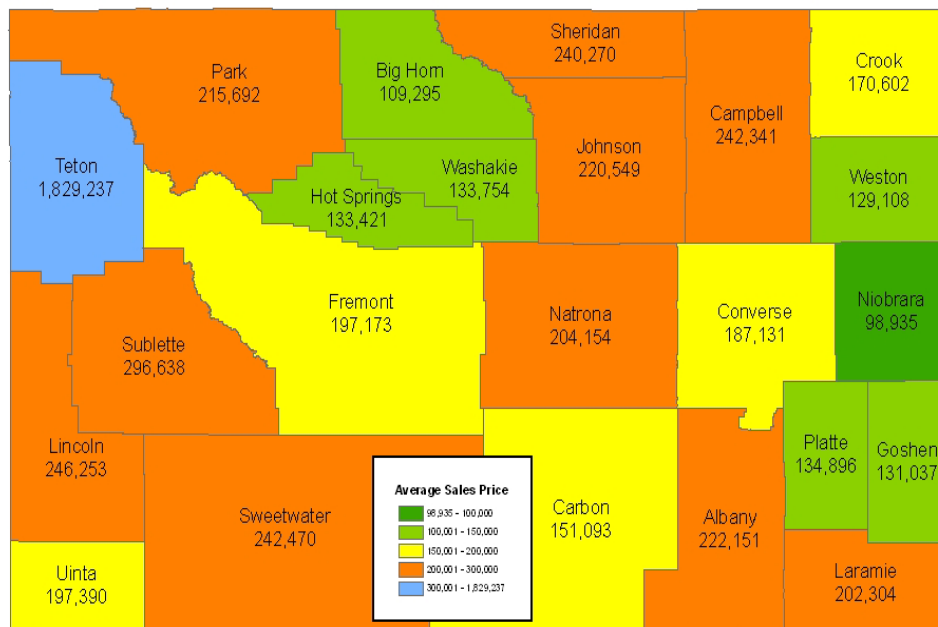 Sheridan
240,270
Crook
170,602
Park
215,692
Big Horn
109,295
Campbell
242,341
Johnson
220,549
Teton
1,829,237
Washakie
133,754
Weston
129,108
Hot Springs
133,421
Fremont
197,173
Natrona
204,154
Converse
187,131
Niobrara
98,935
Sublette
296,638
Lincoln
246,253
Platte
134,896
Goshen
131,037
Sweetwater
242,470
Average Sales Price
98,935 - 100,000
100,001 - 150,000
150,001 - 200,000
200,001 - 300,000
300,001 - 1,829,237
Carbon
151,093
Albany
222,151
Uinta
197,390
Laramie
202,304